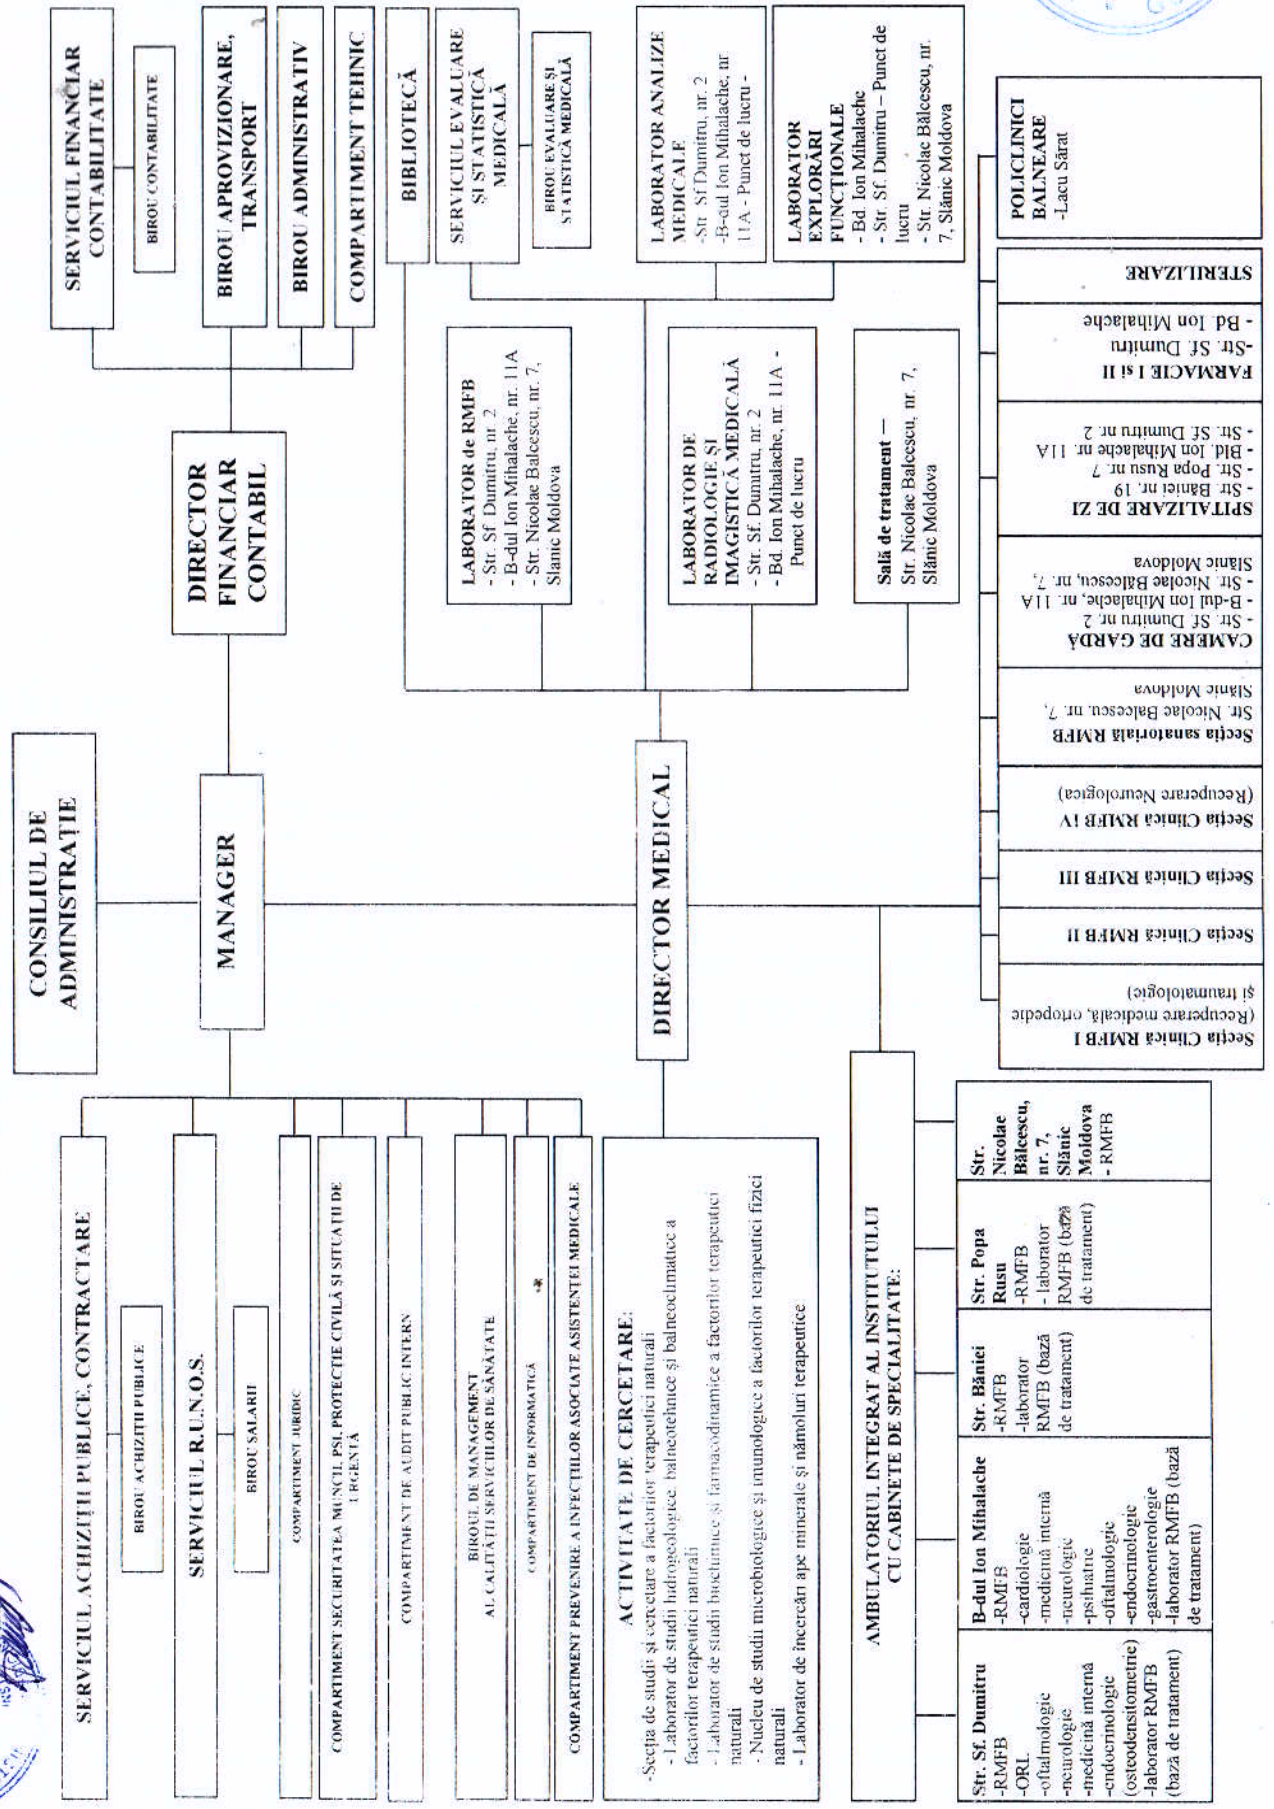 CONSILIUL DE
ADMINISTRAȚIE
MANAGER
DIRECTOR
FINANCIAR
CONTABIL
SERVICIUL FINANCIAR
CONTABILITATE
BIROU CONTABILITATE
BIROU APROVIZIONARE,
TRANSPORT
BIROU ADMINISTRATIV
COMPARTIMENT TEHNIC
SERVICIUL ACHIZIȚII PUBLICE, CONTRACTARE
BIROU ACHIZIȚII PUBLICE
SERVICIUL R.U.N.O.S.
BIROU SALARII
COMPARTIMENT JURIDIC
COMPARTIMENT SECURITATEA MUNCII, PSI, PROTECȚIE CIVILĂ ȘI SITUAȚII DE
URGENȚĂ
COMPARTIMENT DE AUDIT PUBLIC INTERN
BIROUL DE MANAGEMENT
AL CALITĂȚII SERVICIILOR DE SĂNĂTATE
COMPARTIMENT DE INFORMATICĂ
COMPARTIMENT PREVENIRE A INFECȚIILOR ASOCIATE ASISTENȚEI MEDICALE
DIRECTOR MEDICAL
BIBLIOTECĂ
SERVICIUL EVALUARE
ȘI STATISTICĂ
MEDICALĂ
BIROU EVALUARE ȘI
STATISTICĂ MEDICALĂ
LABORATOR ANALIZE
MEDICALE
-Str Sf Dumitru, nr. 2
-B-dul Ion Mihalache, nr
11A - Punct de lucru -
LABORATOR
EXPLORĂRI
FUNCȚIONALE
- Bd. Ion Mihalache
- Str. Sf. Dumitru – Punct de
lucru
- Str. Nicolae Bălcescu, nr.
7, Slănic Moldova
LABORATOR de RMFB
- Str. Sf Dumitru, nr 2
- B-dul Ion Mihalache, nr. 11A
- Str. Nicolae Balcescu, nr. 7,
Slanic Moldova
LABORATOR DE
RADIOLOGIE ȘI
IMAGISTICĂ MEDICALĂ
- Str. Sf. Dumitru, nr. 2
- Bd. Ion Mihalache, nr. 11A -
Punct de lucru
Sală de tratament —
Str. Nicolac Balcescu, nr. 7,
Slănic Moldova
ACTIVITATE DE CERCETARE:
-Secția de studii și cercetare a factorilor terapeutici naturali
- Laborator de studii hidrogeologice, balneotehnice și balneoclimatice a
factorilor terapeutici naturali
- Laborator de studii biochimice și farmacodinamice a factorilor terapeutici
naturali
- Nucleu de studii microbiologice și imunologice a factorilor terapeutici fizici
naturali
- Laborator de încercări ape minerale și nămoluri terapeutice
AMBULATORIUL INTEGRAT AL INSTITUTULUI
CU CABINETE DE SPECIALITATE:
Str. Sf. Dumitru
-RMFB
-ORL
-oftalmologie
-neurologie
-medicină internă
-endocrinologie
(osteodensitometrie)
-laborator RMFB
(bază de tratament)
B-dul Ion Mihalache
-RMFB
-cardiologie
-medicină internă
-neurologie
-psihiatrie
-oftalmologie
-endocrinologie
-gastroenterologie
-laborator RMFB (bază
de tratament)
Str. Băniei
-RMFB
-laborator
RMFB (bază
de tratament)
Str. Popa
Rusu
-RMFB
- laborator
RMFB (bază
de tratament)
Str.
Nicolae
Bălcescu,
nr. 7,
Slănic
Moldova
- RMFB
Secția Clinică RMFB I
(Recuperare medicală, ortopedic
și traumatologie)
Secția Clinică RMFB II
Secția Clinică RMFB III
Secția Clinică RMFB IV
(Recuperare Neurologica)
Secția sanatorială RMFB
Str. Nicolac Balcescu, nr. 7,
Slănic Moldova
CAMERE DE GARDĂ
- Str. Sf. Dumitru nr. 2
- B-dul Ion Mihalache, nr. 11A
- Str. Nicolae Bălcescu, nr. 7,
Slănic Moldova
SPITALIZARE DE ZI
- Str. Băniei nr. 19
- Str. Popa Rusu nr. 7
- Bld. Ion Mihalache nr. 11A
- Str. Sf. Dumitru nr. 2
FARMACIE I si II
-Str. Sf. Dumitru
- Bd. Ion Mihalache
STERILIZARE
POLICLINICI
BALNEARE
-Lacu Sărat